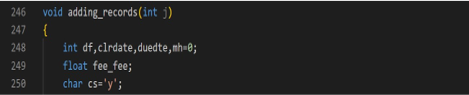 246 void adding_records(int j)
247 {
248 int df,clrdate,duedte,mh=0;
249 float fee_fee;
250 char cs='y';